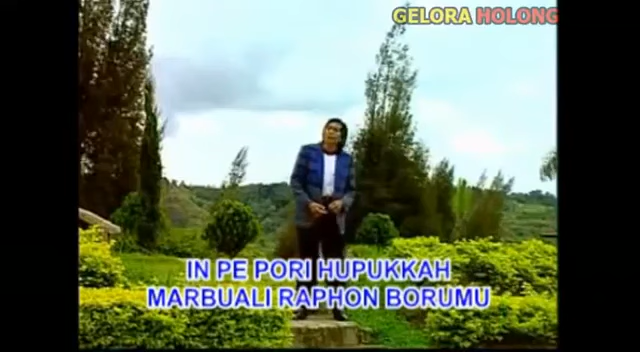 GELORA HOLONG
IN PE PORI HUPUKKAH
MARBUALI RAPHON BORUMU